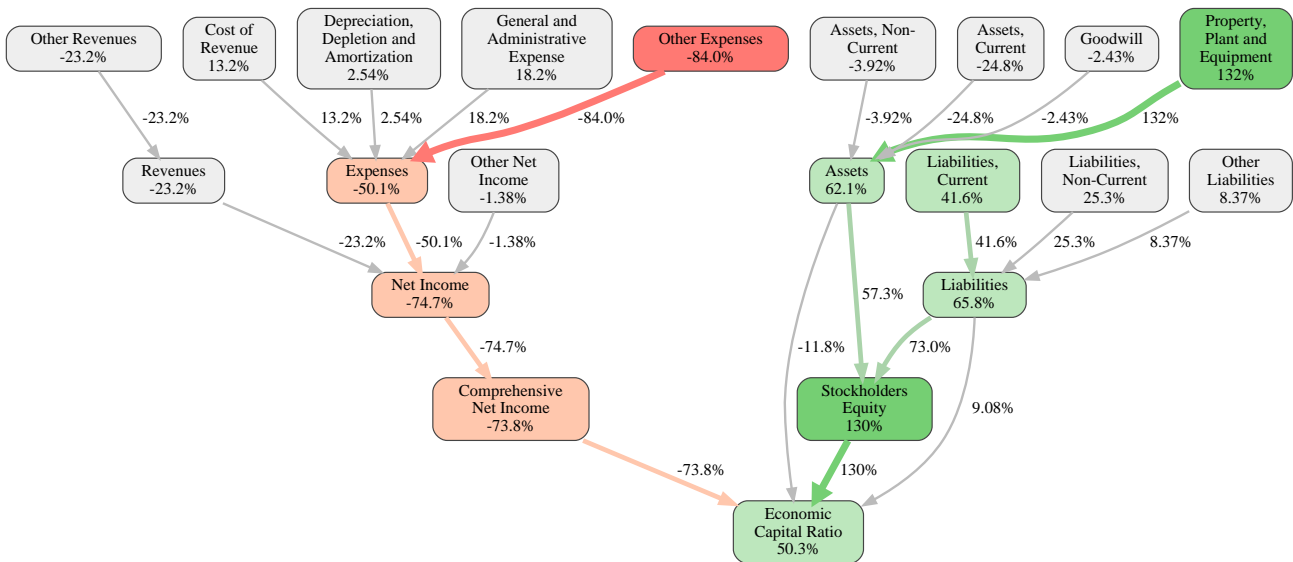 Other Revenues
-23.2%
Cost of
Revenue
13.2%
Depreciation,
Depletion and
Amortization
2.54%
General and
Administrative
Expense
18.2%
Other Expenses
-84.0%
Assets, Non-
Current
-3.92%
Assets,
Current
-24.8%
Goodwill
-2.43%
Property,
Plant and
Equipment
132%
-23.2%
13.2%
2.54%
18.2%
-84.0%
-3.92%
-24.8%
-2.43%
132%
Revenues
-23.2%
Expenses
-50.1%
Other Net
Income
-1.38%
Assets
62.1%
Liabilities,
Current
41.6%
Liabilities,
Non-Current
25.3%
Other
Liabilities
8.37%
-23.2%
-50.1%
-1.38%
41.6%
25.3%
8.37%
Net Income
-74.7%
57.3%
Liabilities
65.8%
-74.7%
-11.8%
73.0%
Comprehensive
Net Income
-73.8%
Stockholders
Equity
130%
9.08%
-73.8%
130%
Economic
Capital Ratio
50.3%